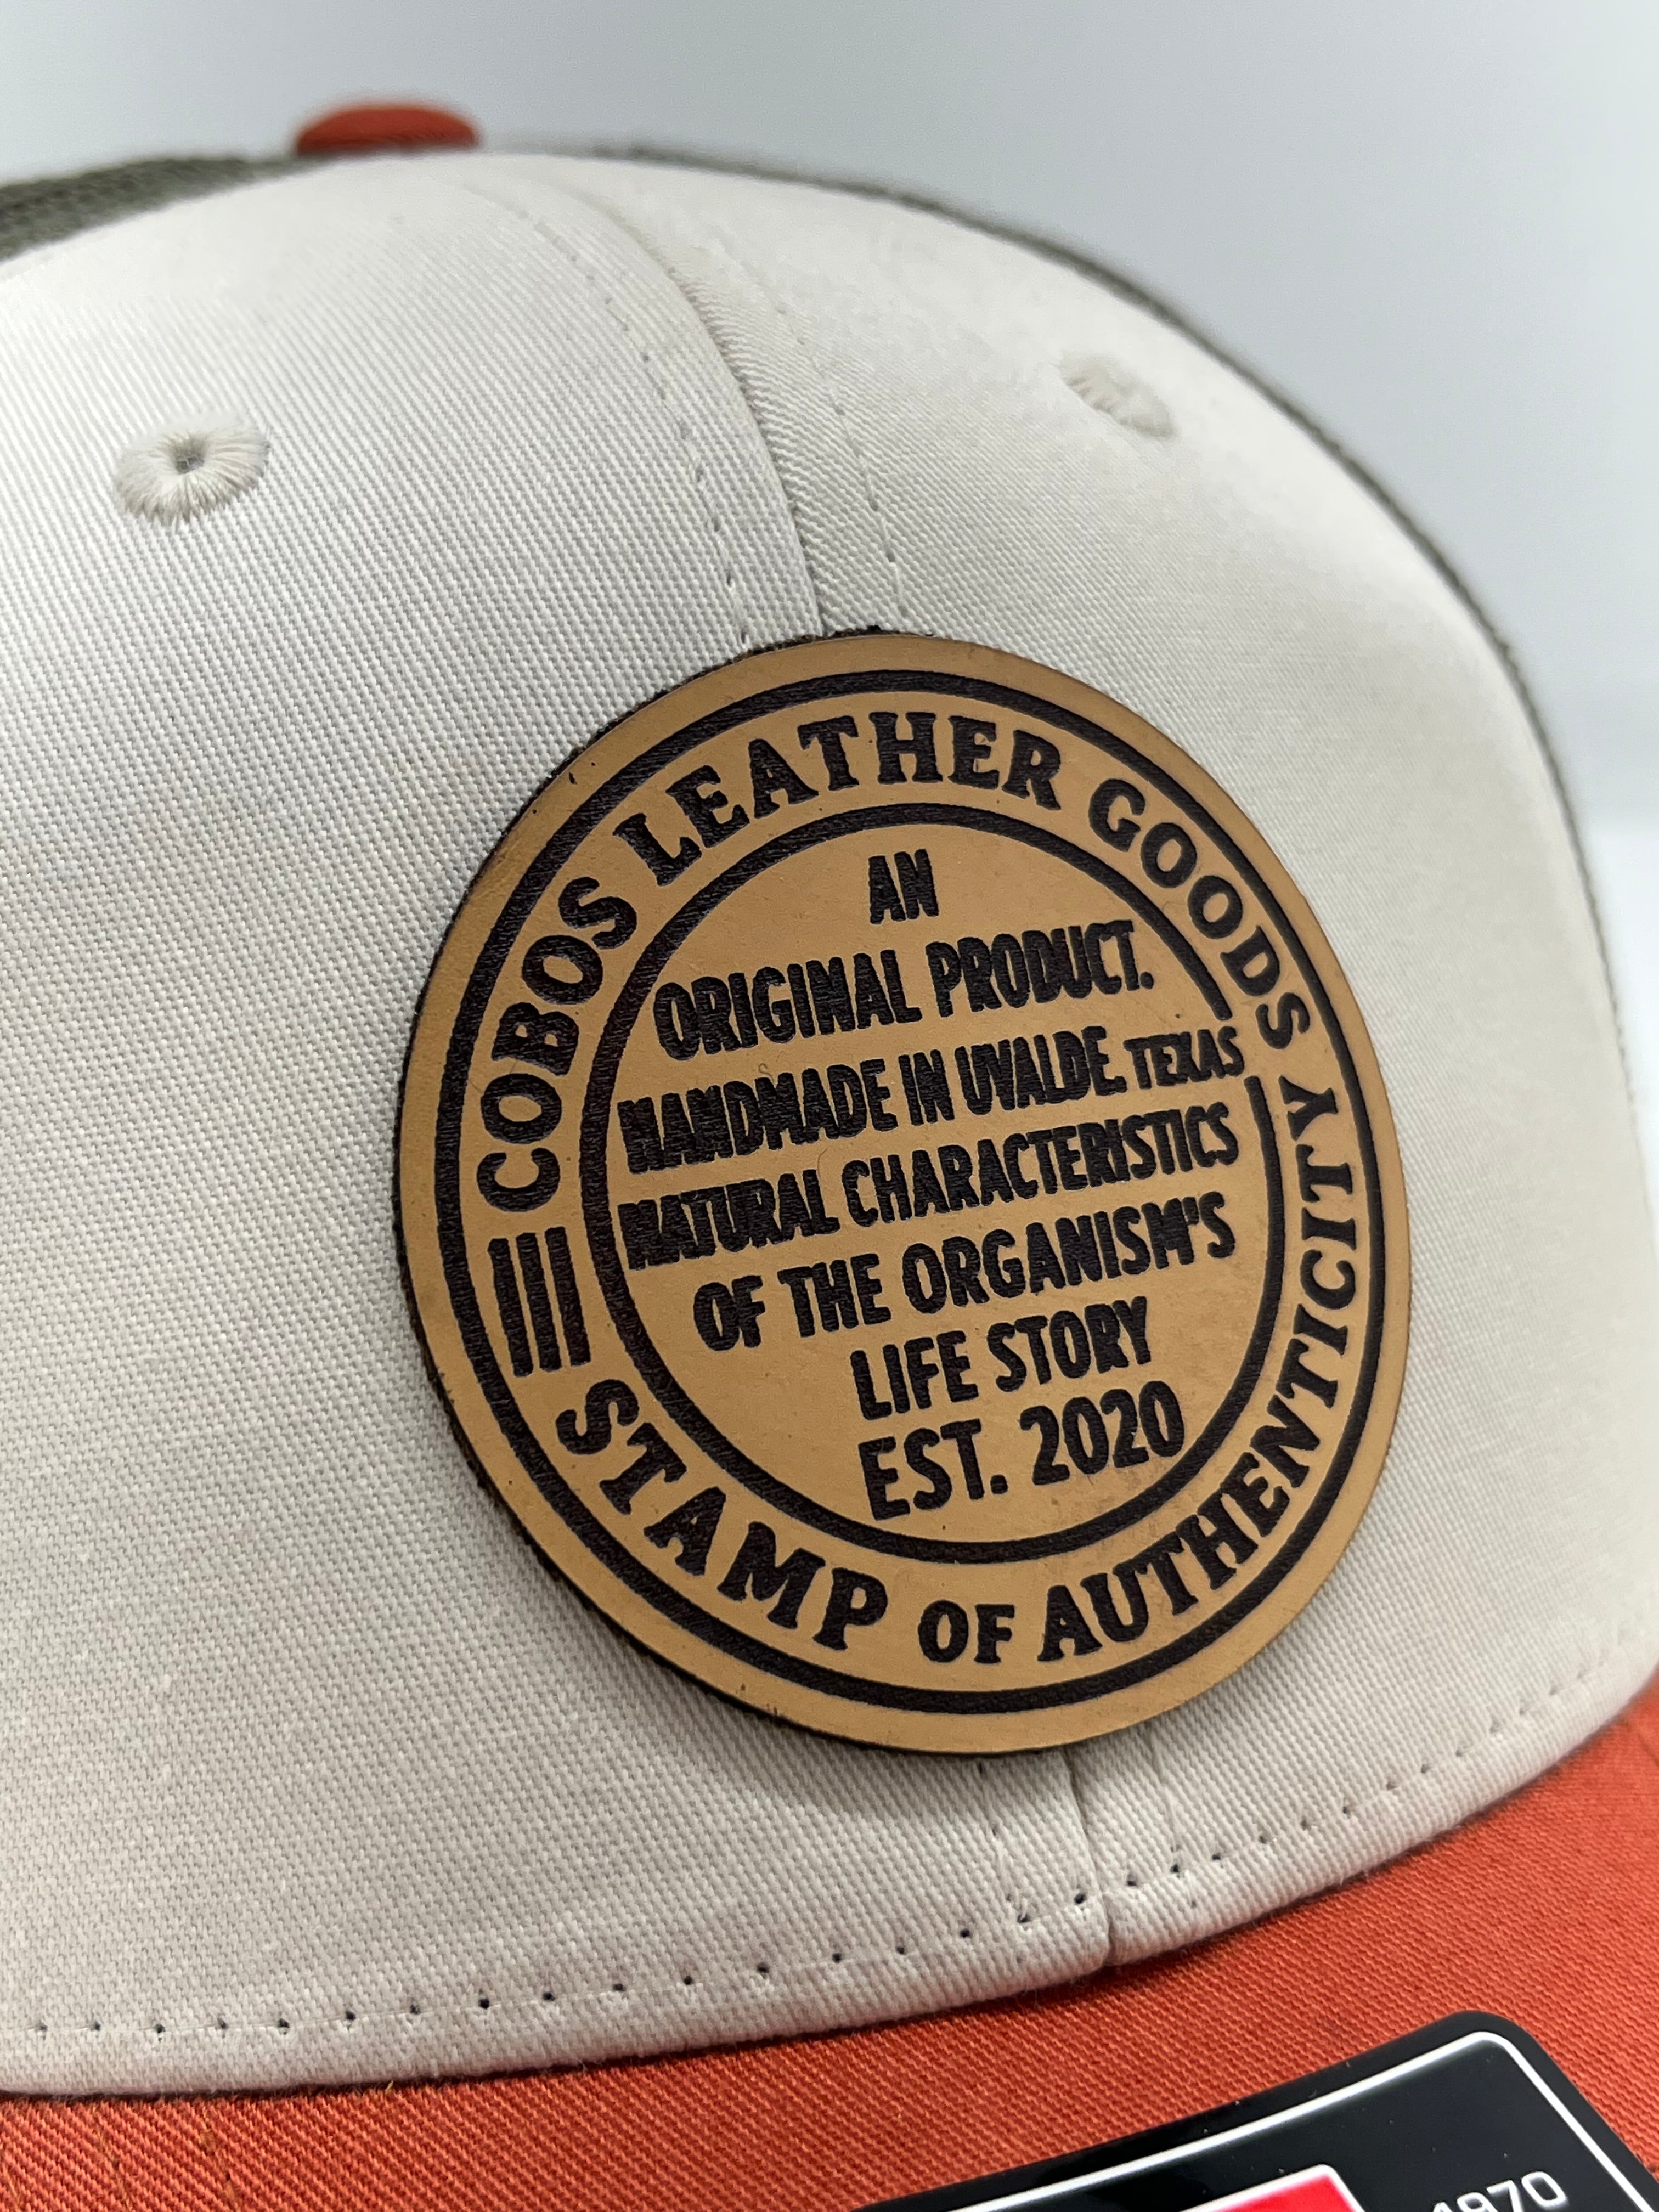 COBOS LEATHER GOODS
AN
ORIGINAL PRODUCT.
HANDMADE IN UVALDE. TEXAS
NATURAL CHARACTERISTICS
OF THE ORGANISM'S
LIFE STORY
EST. 2020
STAMP OF AUTHENTICITY
1970